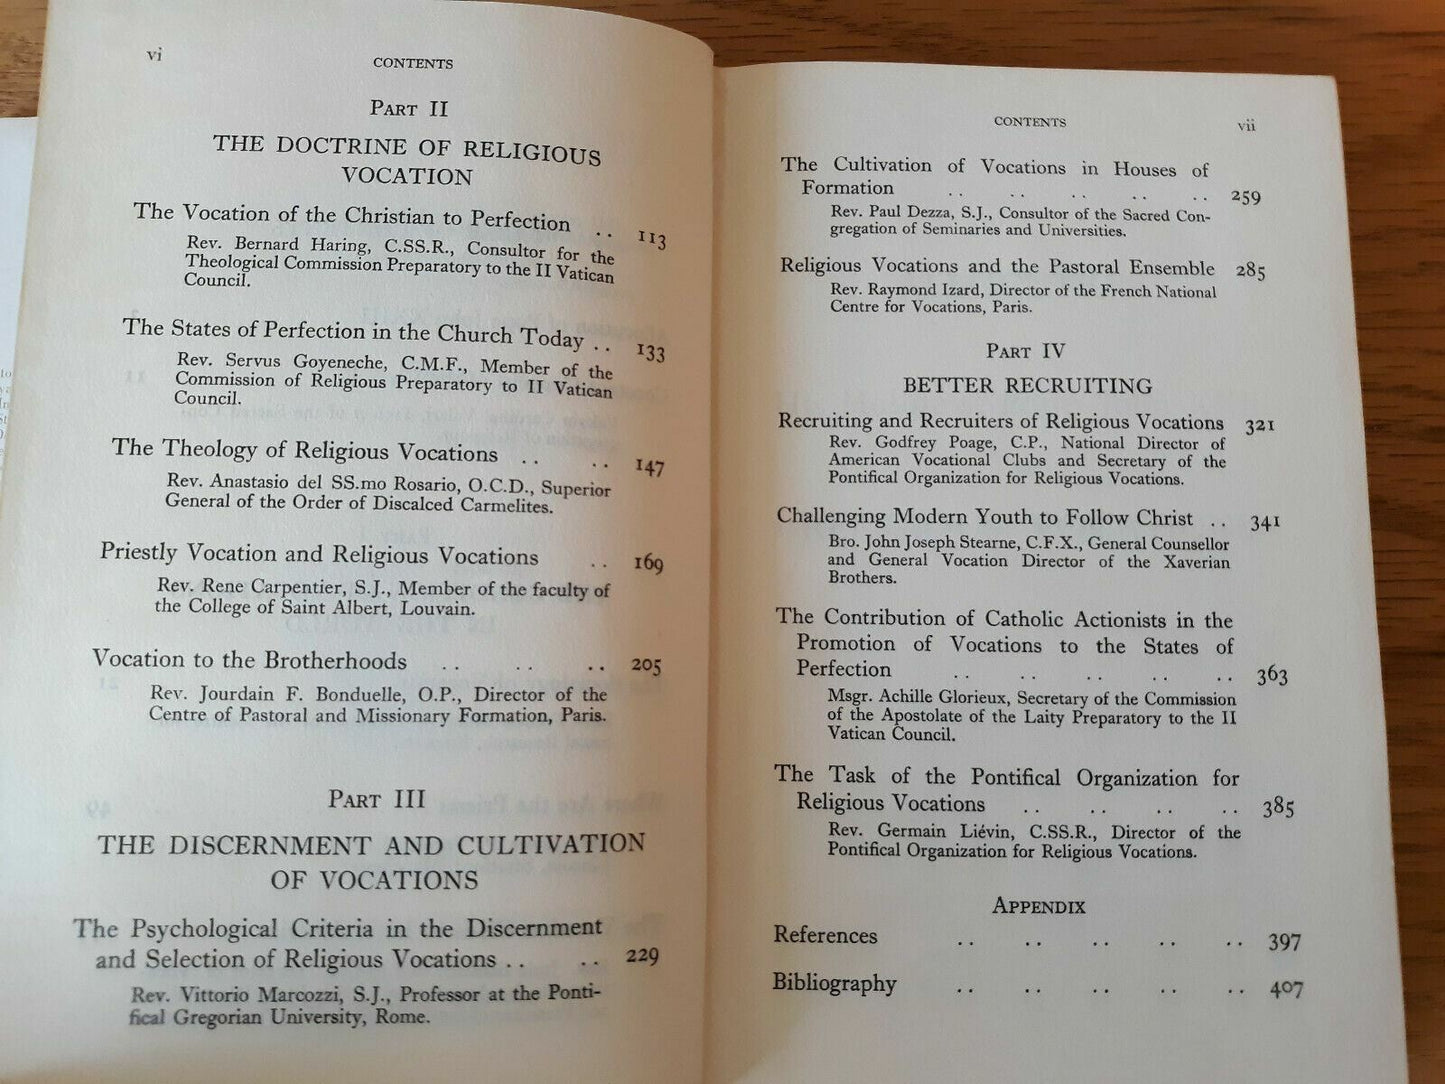 vi
CONTENTS
PART II
THE DOCTRINE OF RELIGIOUS
VOCATION
The Vocation of the Christian to Perfection .. 113
Rev. Bernard Haring, C.SS.R., Consultor for the
Theological Commission Preparatory to the II Vatican
Council.
The States of Perfection in the Church Today .. 133
Rev. Servus Goyeneche, C.M.F., Member of the
Commission of Religious Preparatory to II Vatican
Council.
The Theology of Religious Vocations .. .. 147
Rev. Anastasio del SS.mo Rosario, O.C.D., Superior
General of the Order of Discalced Carmelites.
Priestly Vocation and Religious Vocations .. 169
Rev. Rene Carpentier, S.J., Member of the faculty of
the College of Saint Albert, Louvain.
Vocation to the Brotherhoods .. .. .. 205
Rev. Jourdain F. Bonduelle, O.P., Director of the
Centre of Pastoral and Missionary Formation, Paris.
PART III
THE DISCERNMENT AND CULTIVATION
OF VOCATIONS
The Psychological Criteria in the Discernment
and Selection of Religious Vocations .. .. 229
Rev. Vittorio Marcozzi, S.J., Professor at the Ponti-
fical Gregorian University, Rome.
CONTENTS
vii
The Cultivation of Vocations in Houses of
Formation .. .. .. .. .. 259
Rev. Paul Dezza, S.J., Consultor of the Sacred Con-
gregation of Seminaries and Universities.
Religious Vocations and the Pastoral Ensemble 285
Rev. Raymond Izard, Director of the French National
Centre for Vocations, Paris.
PART IV
BETTER RECRUITING
Recruiting and Recruiters of Religious Vocations 321
Rev. Godfrey Poage, C.P., National Director of
American Vocational Clubs and Secretary of the
Pontifical Organization for Religious Vocations.
Challenging Modern Youth to Follow Christ .. 341
Bro. John Joseph Stearne, C.F.X., General Counsellor
and General Vocation Director of the Xaverian
Brothers.
The Contribution of Catholic Actionists in the
Promotion of Vocations to the States of
Perfection .. .. .. .. .. 363
Msgr. Achille Glorieux, Secretary of the Commission
of the Apostolate of the Laity Preparatory to the II
Vatican Council.
The Task of the Pontifical Organization for
Religious Vocations .. .. .. .. 385
Rev. Germain Liévin, C.SS.R., Director of the
Pontifical Organization for Religious Vocations.
APPENDIX
References .. .. .. .. .. 397
Bibliography .. .. .. .. .. 407